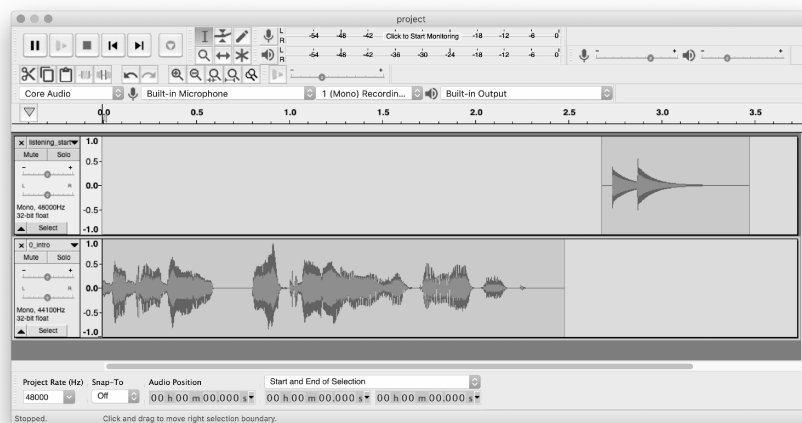 project
L
R
-54 -48 -42 Click to Start Monitoring -18 -12 -6 0
L
R
-54 -48 -42 -36 -30 -24 -18 -12 -6 0
- +
- +
- +
Core Audio Built-in Microphone 1 (Mono) Recordin... Built-in Output
0.0 0.5 1.0 1.5 2.0 2.5 3.0 3.5
x listening_start
Mute Solo
- +
L R
Mono, 48000Hz
32-bit float
Select
1.0
0.5
0.0
-0.5
-1.0
x 0_intro
Mute Solo
- +
L R
Mono, 44100Hz
32-bit float
Select
1.0
0.5
0.0
-0.5
-1.0
Project Rate (Hz) Snap-To Audio Position Start and End of Selection
48000 Off 00 h 00 m 00.000 s 00 h 00 m 00.000 s 00 h 00 m 00.000 s
Stopped. Click and drag to move right selection boundary.